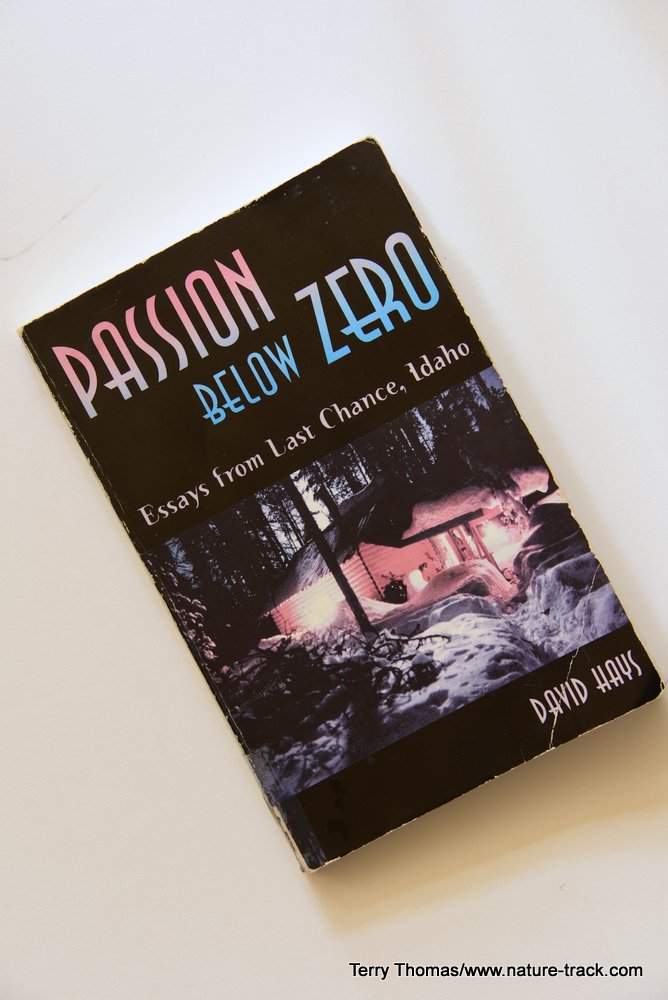 PASSION
BELOW ZERO
Essays from Last Chance, Idaho
DAVID HAYS
Terry Thomas/www.nature-track.com